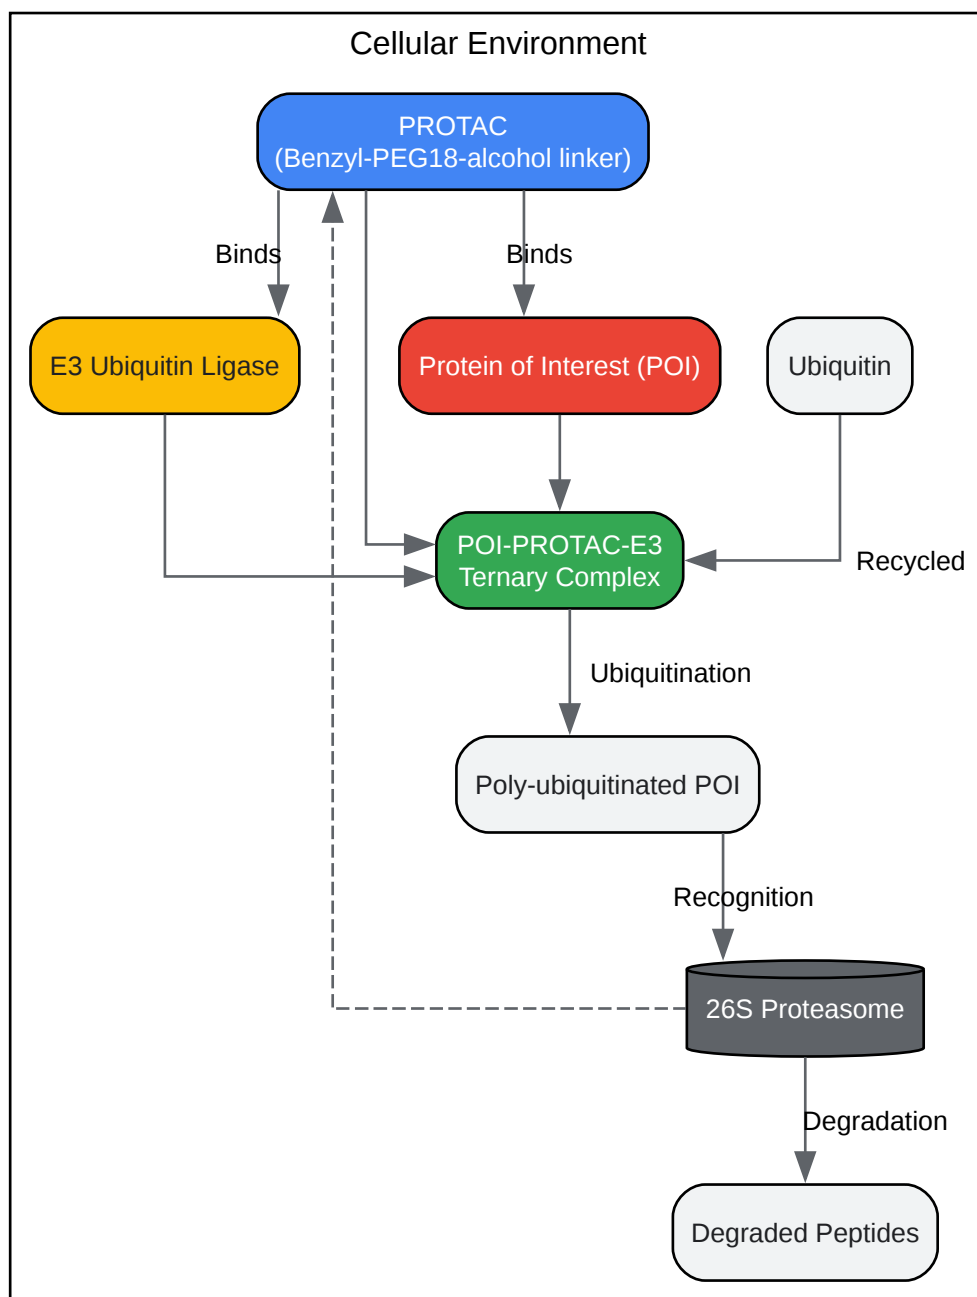 Cellular Environment
PROTAC
(Benzyl-PEG18-alcohol linker)
Binds
Binds
E3 Ubiquitin Ligase
Protein of Interest (POI)
Ubiquitin
POI-PROTAC-E3
Ternary Complex
Recycled
Ubiquitination
Poly-ubiquitinated POI
Recognition
26S Proteasome
Degradation
Degraded Peptides